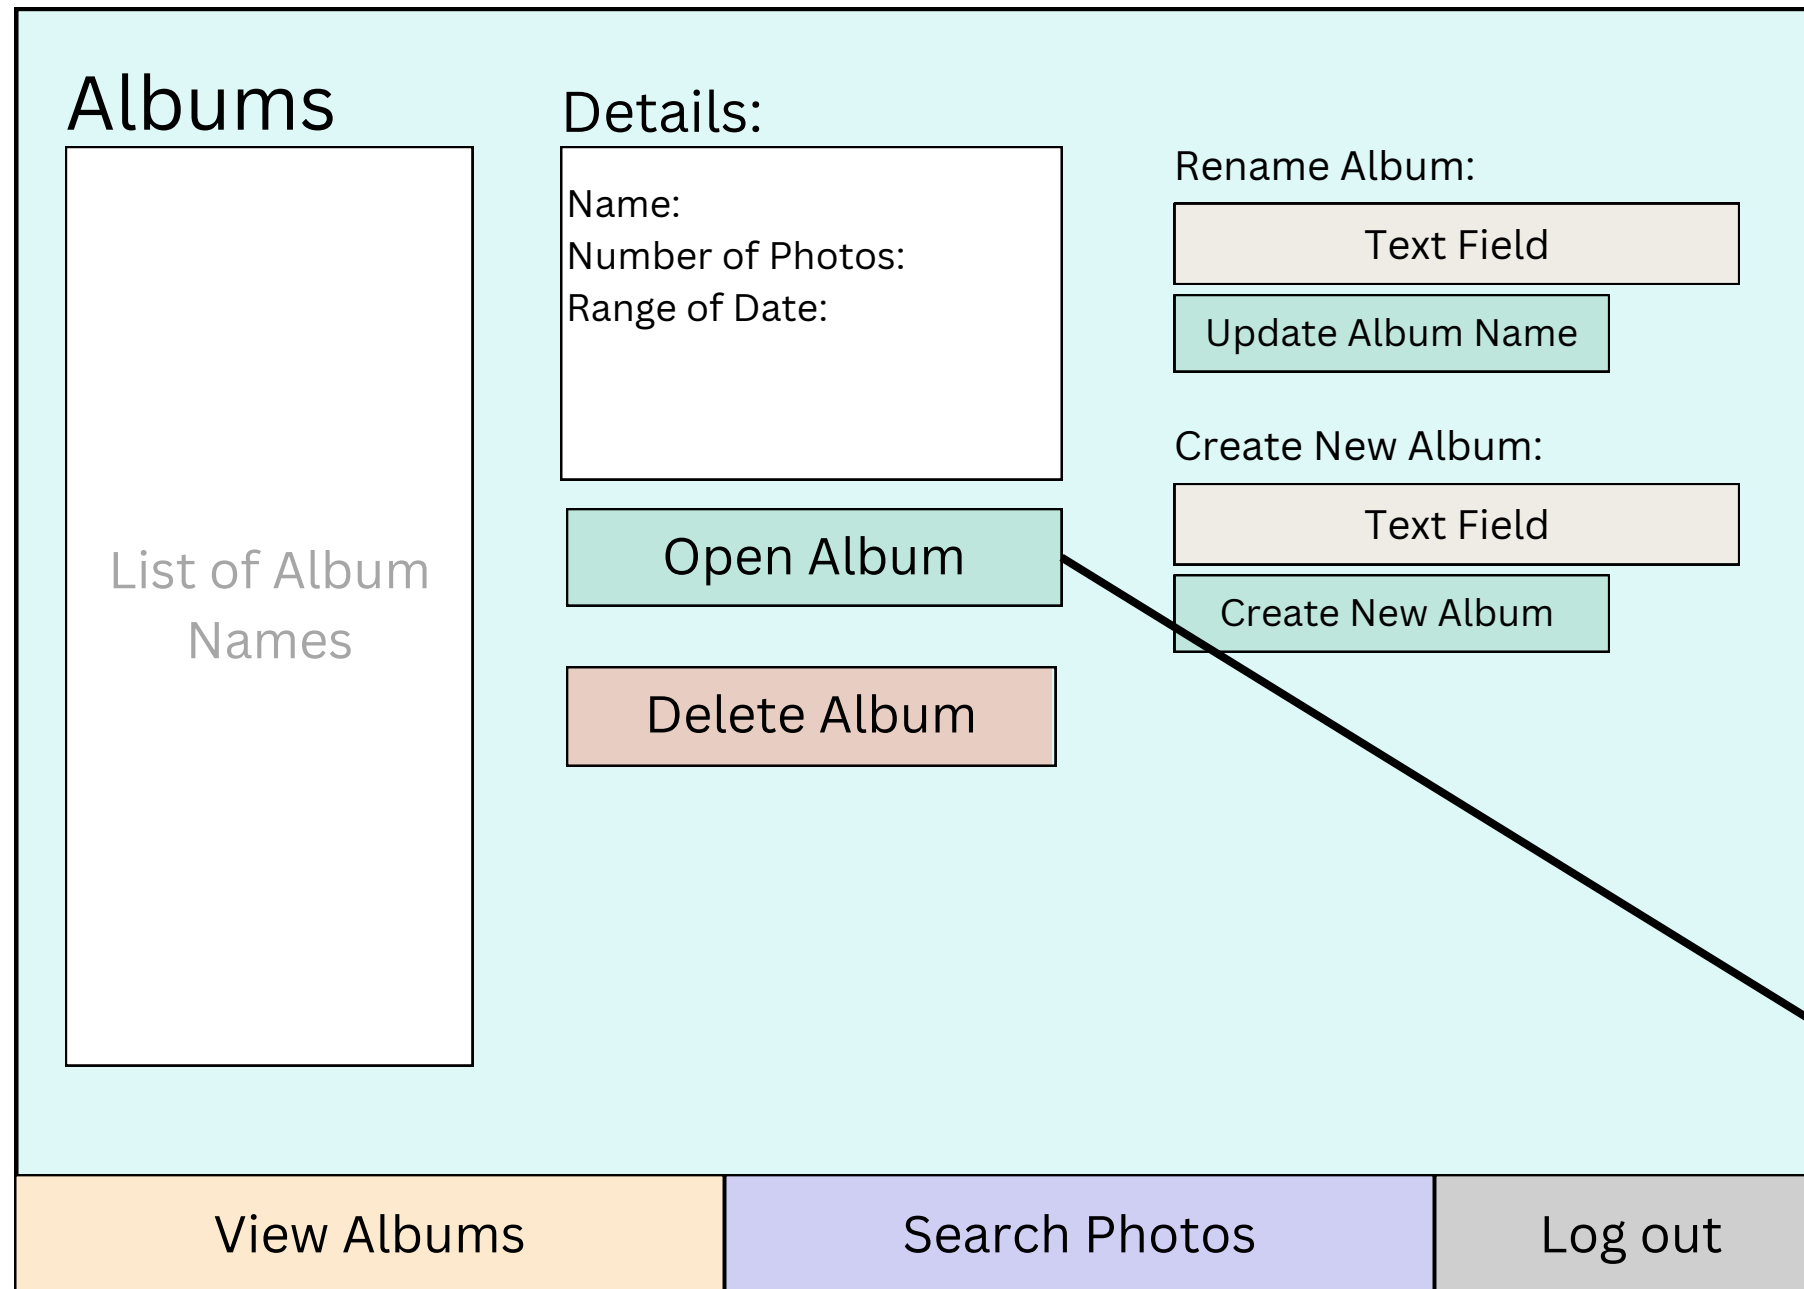 Albums
List of Album
Names
Details:
Name:
Number of Photos:
Range of Date:
Open Album
Delete Album
Rename Album:
Text Field
Update Album Name
Create New Album:
Text Field
Create New Album
View Albums
Search Photos
Log out